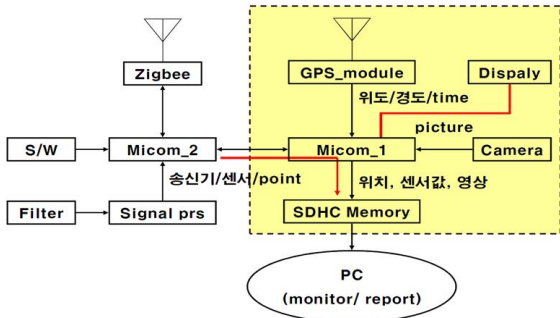 Zigbee
GPS_module
Dispaly
위도/경도/time
picture
S/W
Micom_2
Micom_1
Camera
송신기/센서/point
위치, 센서값, 영상
Filter
Signal prs
SDHC Memory
PC
(monitor/ report)